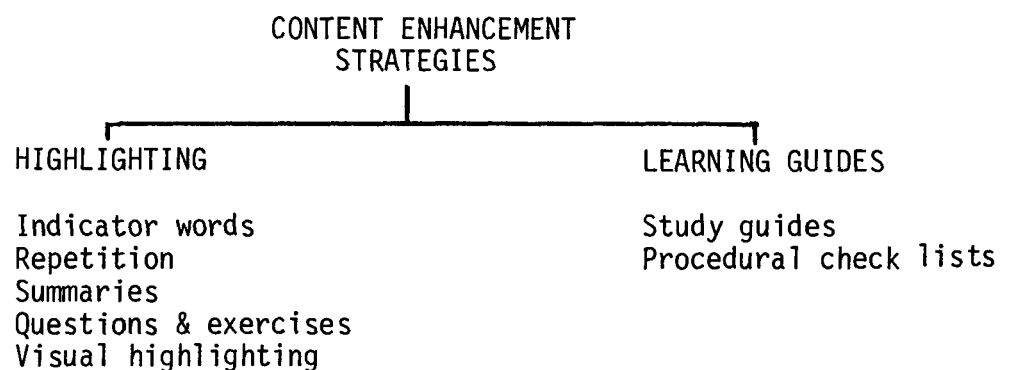 CONTENT ENHANCEMENT
STRATEGIES
HIGHLIGHTING
Indicator words
Repetition
Summaries
Questions & exercises
Visual highlighting
LEARNING GUIDES
Study guides
Procedural check lists